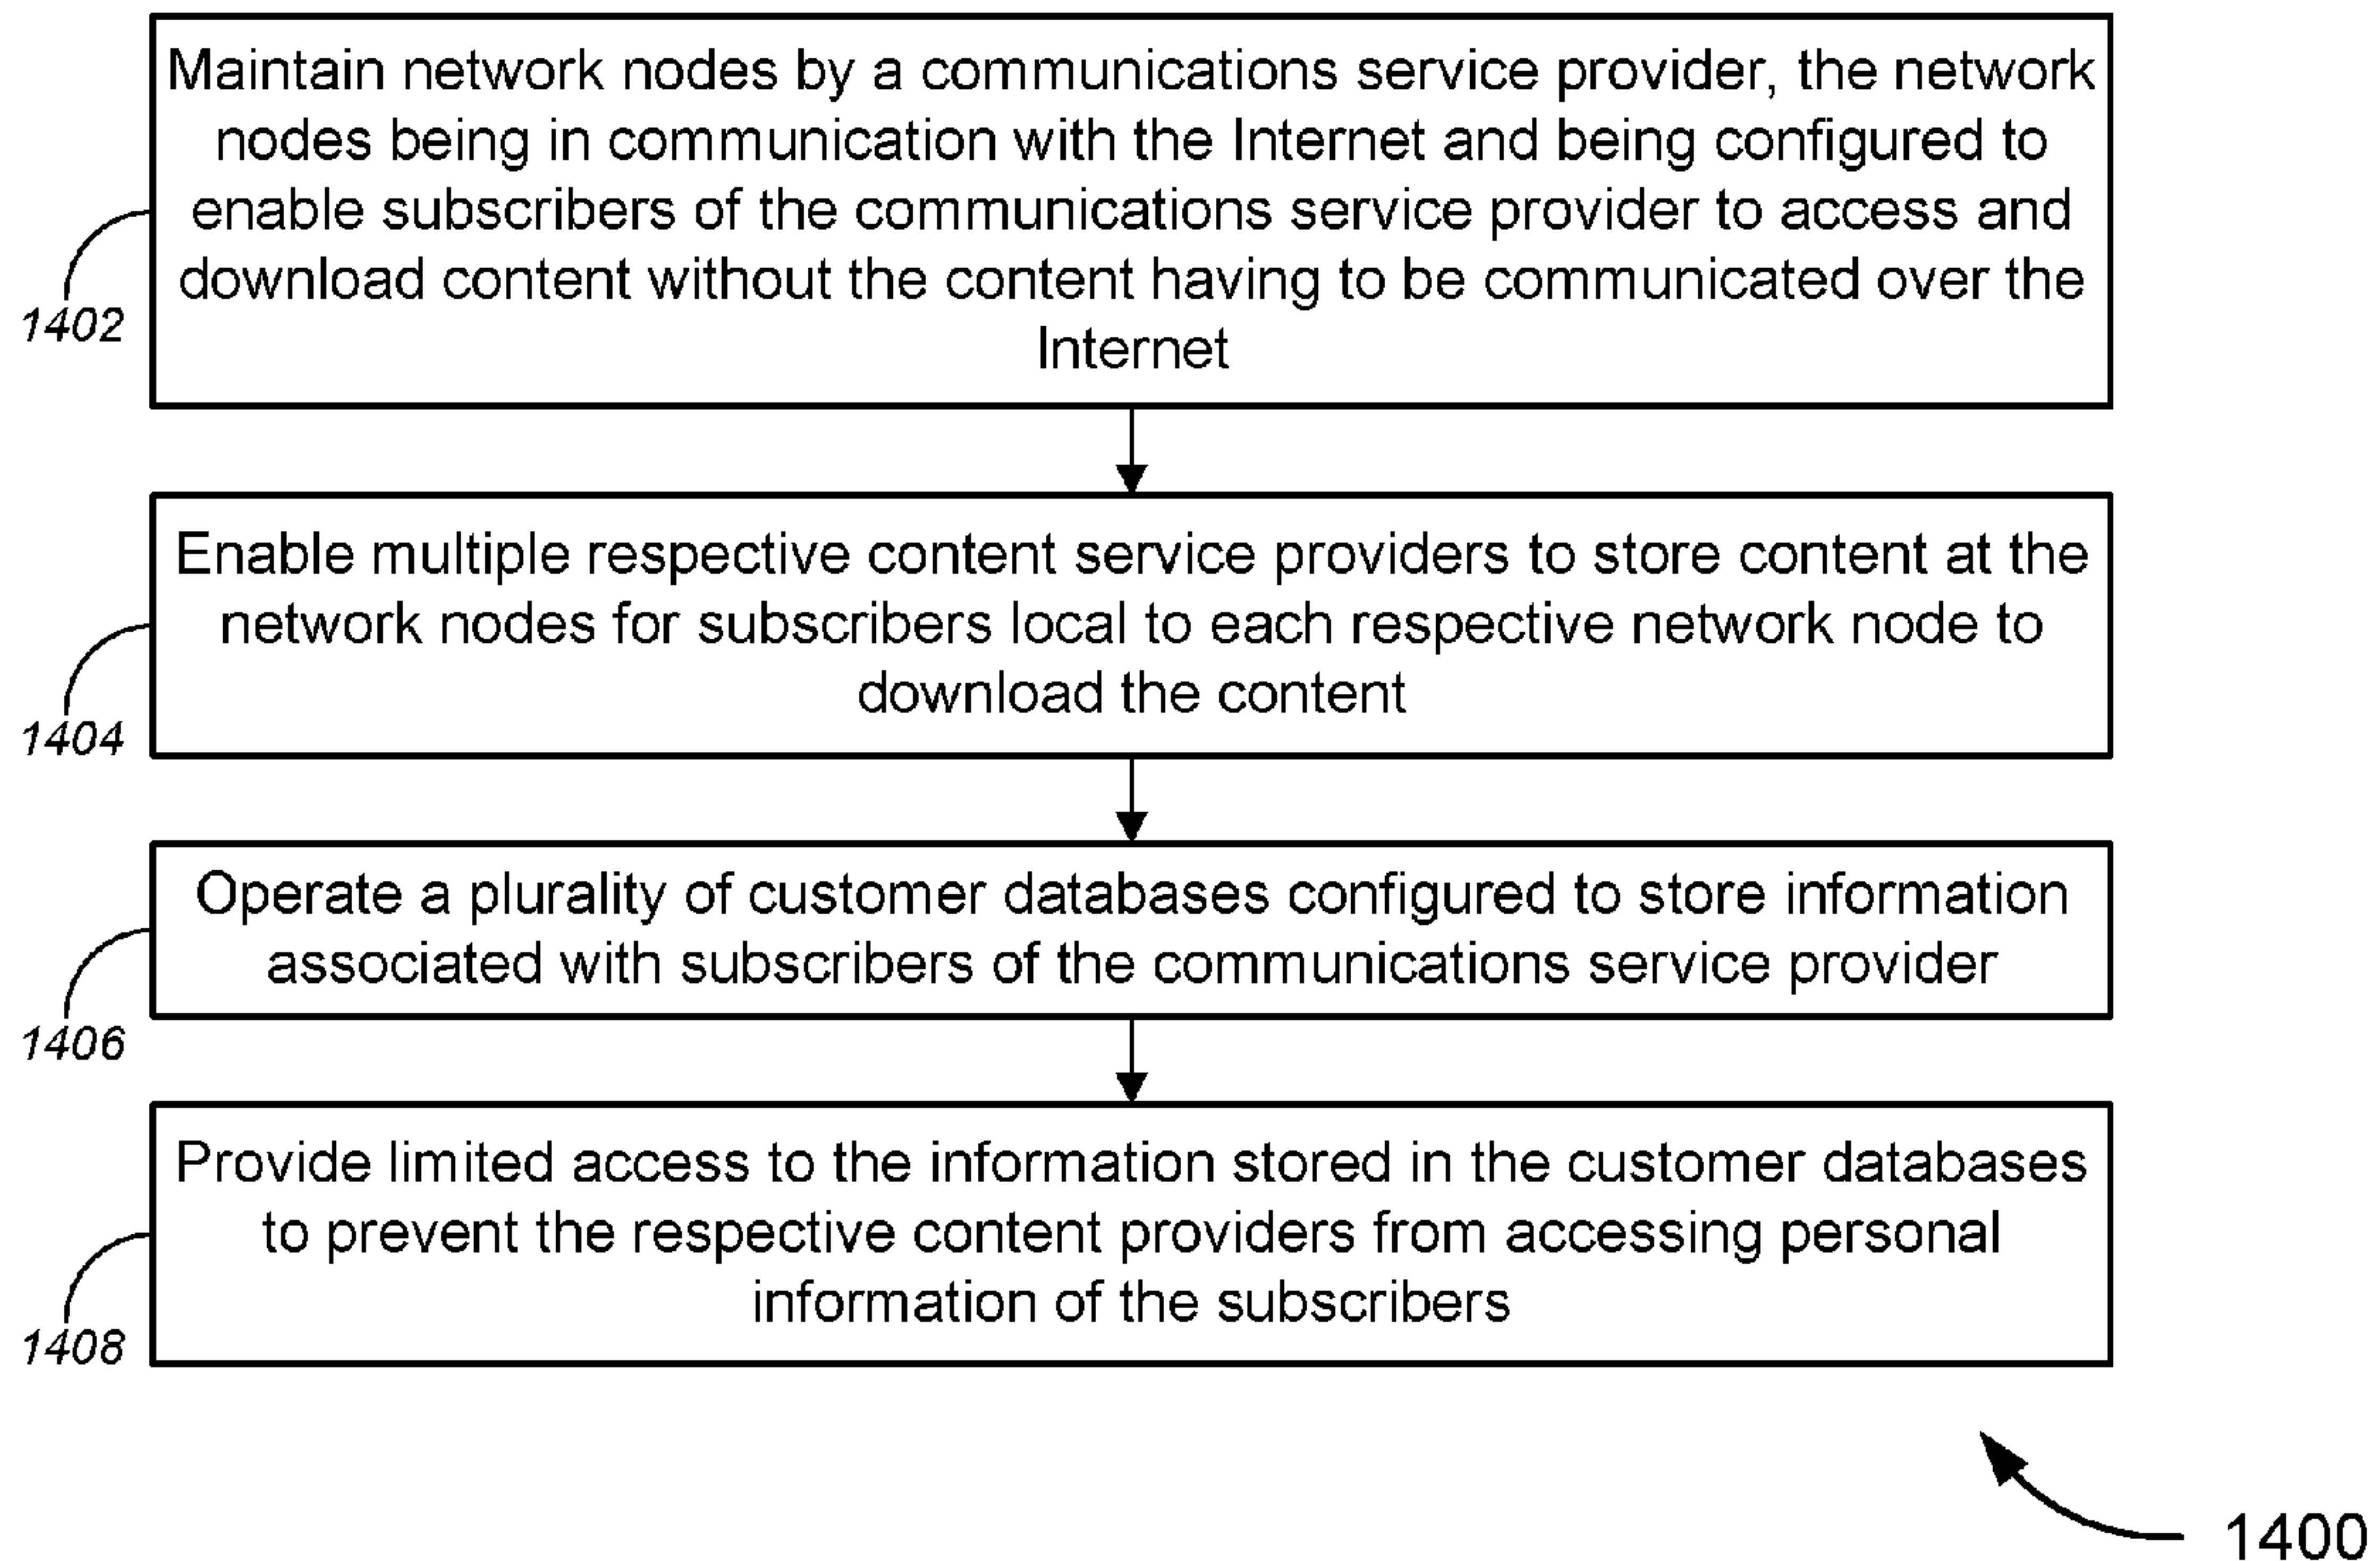 Maintain network nodes by a communications service provider, the network
nodes being in communication with the Internet and being configured to
enable subscribers of the communications service provider to access and
download content without the content having to be communicated over the
Internet
1402
Enable multiple respective content service providers to store content at the
network nodes for subscribers local to each respective network node to
download the content
1404
Operate a plurality of customer databases configured to store information
associated with subscribers of the communications service provider
1406
Provide limited access to the information stored in the customer databases
to prevent the respective content providers from accessing personal
information of the subscribers
1408
1400